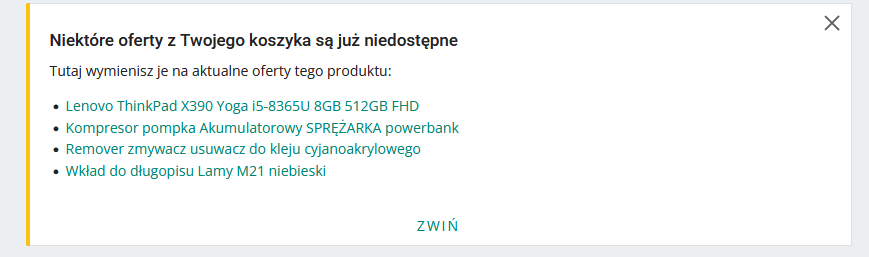 Niektóre oferty z Twojego koszyka są już niedostępne
Tutaj wymienisz je na aktualne oferty tego produktu:
• Lenovo ThinkPad X390 Yoga i5-8365U 8GB 512GB FHD
• Kompresor pompka Akumulatorowy SPRĘŻARKA powerbank
• Remover zmywacz usuwacz do kleju cyjanoakrylowego
• Wkład do długopisu Lamy M21 niebieski
ZWIŃ